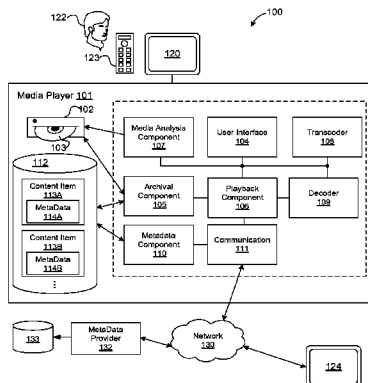 100
122
123
120
Media Player 101
102
103
Media Analysis Component 107
User Interface 104
Transcoder 108
112
Content Item 113A
MetaData 114A
Archival Component 105
Playback Component 106
Decoder 109
Content Item 113B
MetaData 114B
Metadata Component 110
Communication 111
133
MetaData Provider 132
Network 130
124